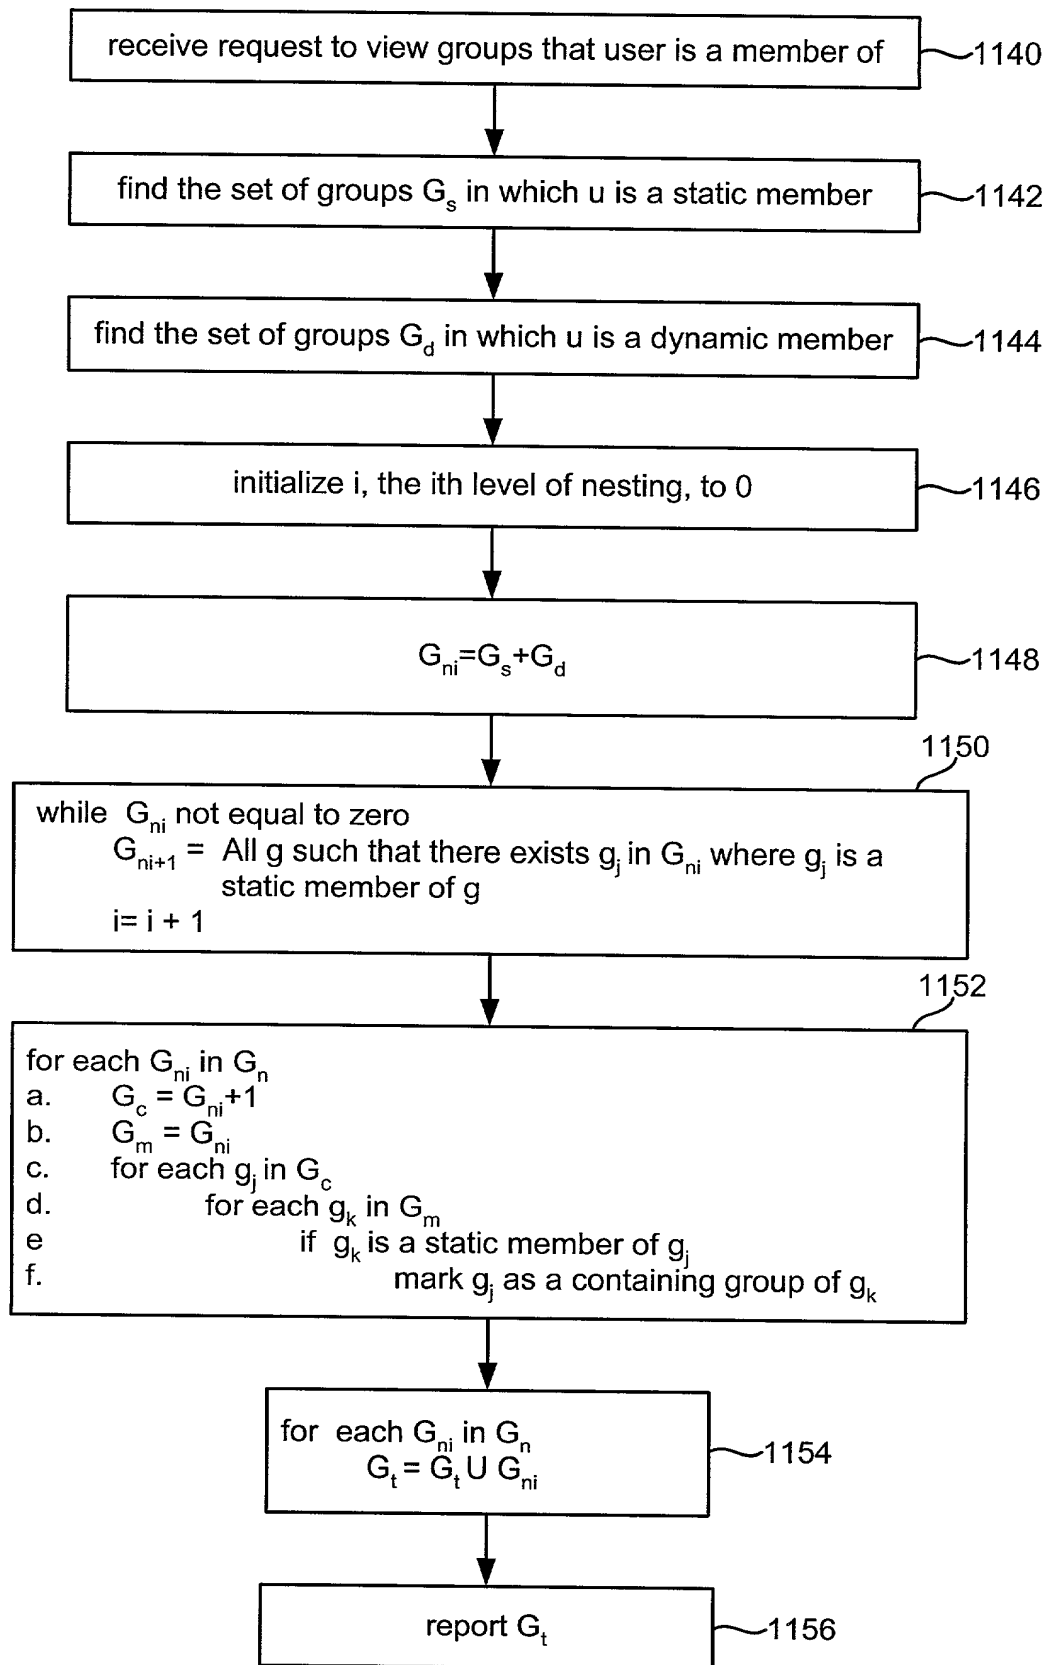 receive request to view groups that user is a member of
1140
find the set of groups Gs in which u is a static member
1142
find the set of groups Gd in which u is a dynamic member
1144
initialize i, the ith level of nesting, to 0
1146
Gni=Gs+Gd
1148
1150
while Gni not equal to zero
Gni+1 = All g such that there exists gj in Gni where gj is a
static member of g
i= i + 1
1152
for each Gni in Gn
a. Gc = Gni+1
b. Gm = Gni
c. for each gj in Gc
d. for each gk in Gm
e if gk is a static member of gj
f. mark gj as a containing group of gk
for each Gni in Gn
Gt = Gt U Gni
1154
report Gt
1156